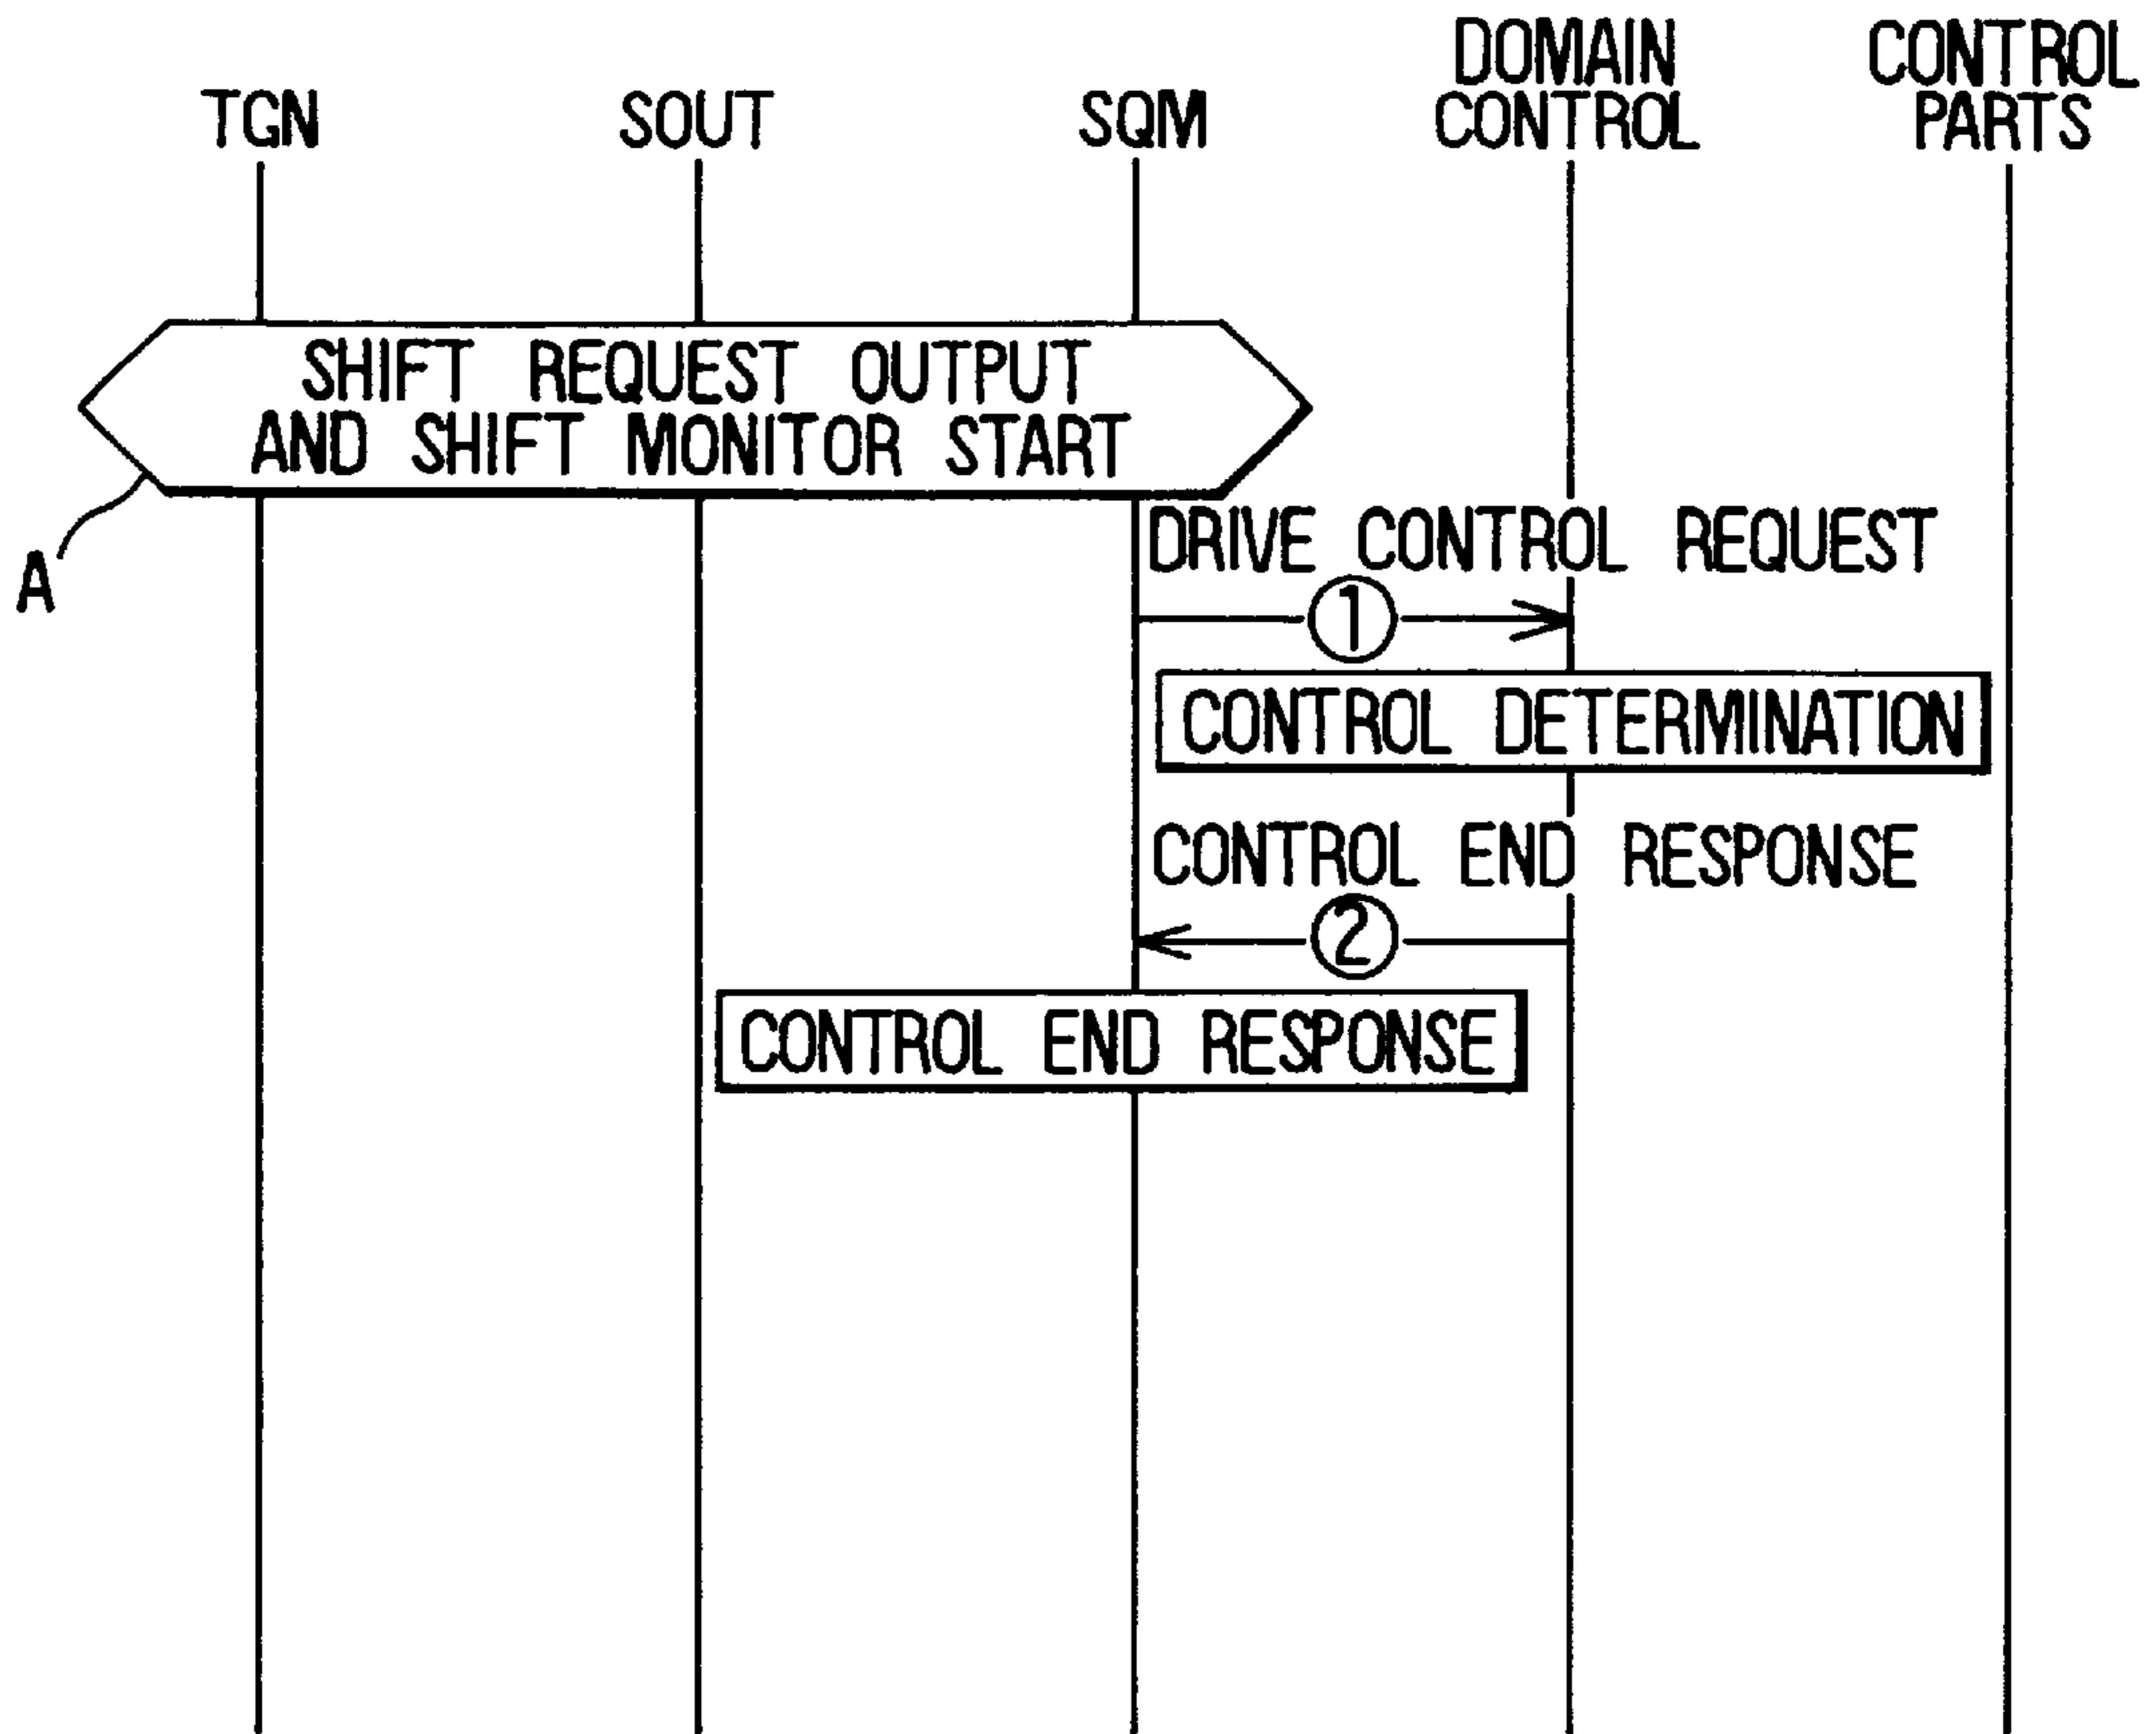 TGN
SOUT
SQM
DOMAIN
CONTROL
CONTROL
PARTS
SHIFT REQUEST OUTPUT
AND SHIFT MONITOR START
A
DRIVE CONTROL REQUEST
1
CONTROL DETERMINATION
CONTROL END RESPONSE
2
CONTROL END RESPONSE